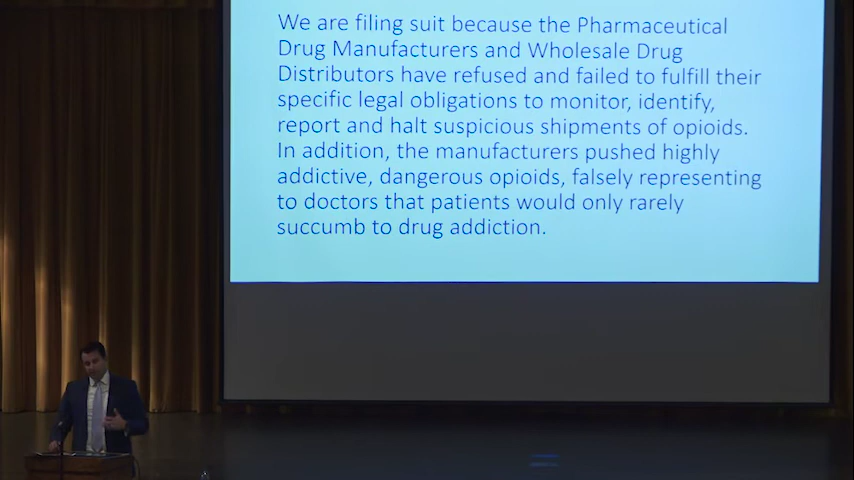 We are filing suit because the Pharmaceutical
Drug Manufacturers and Wholesale Drug
Distributors have refused and failed to fulfill their
specific legal obligations to monitor, identify,
report and halt suspicious shipments of opioids.
In addition, the manufacturers pushed highly
addictive, dangerous opioids, falsely representing
to doctors that patients would only rarely
succumb to drug addiction.